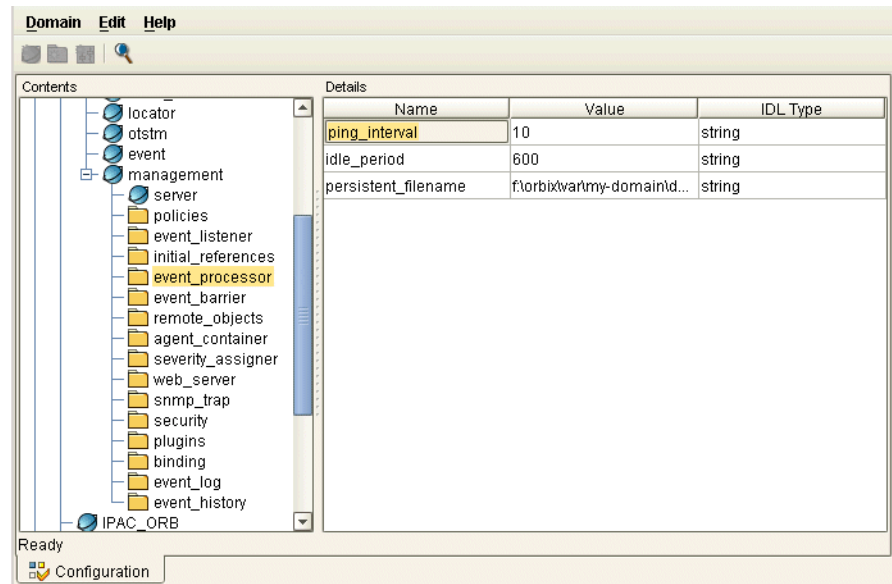 Domain Edit Help
Contents
locator
otstm
event
management
server
policies
event_listener
initial_references
event_processor
event_barrier
remote_objects
agent_container
severity_assigner
web_server
snmp_trap
security
plugins
binding
event_log
event_history
IPAC_ORB
Details
Name Value IDL Type
ping_interval 10 string
idle_period 600 string
persistent_filename f:\orbix\var\my-domain\d... string
Ready
Configuration